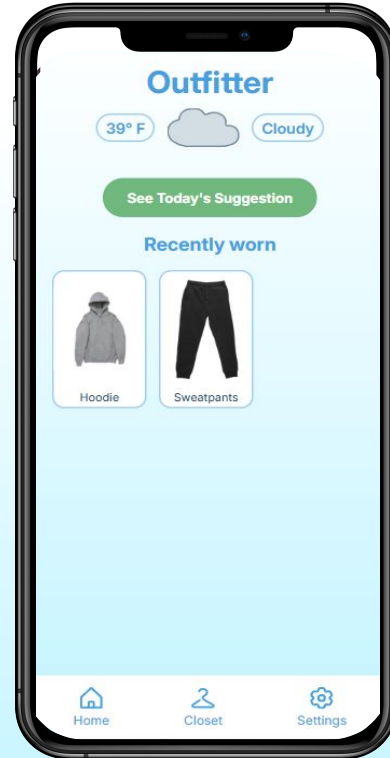 Outfitter
39° F Cloudy
See Today's Suggestion
Recently worn
Hoodie Sweatpants
Home Closet Settings